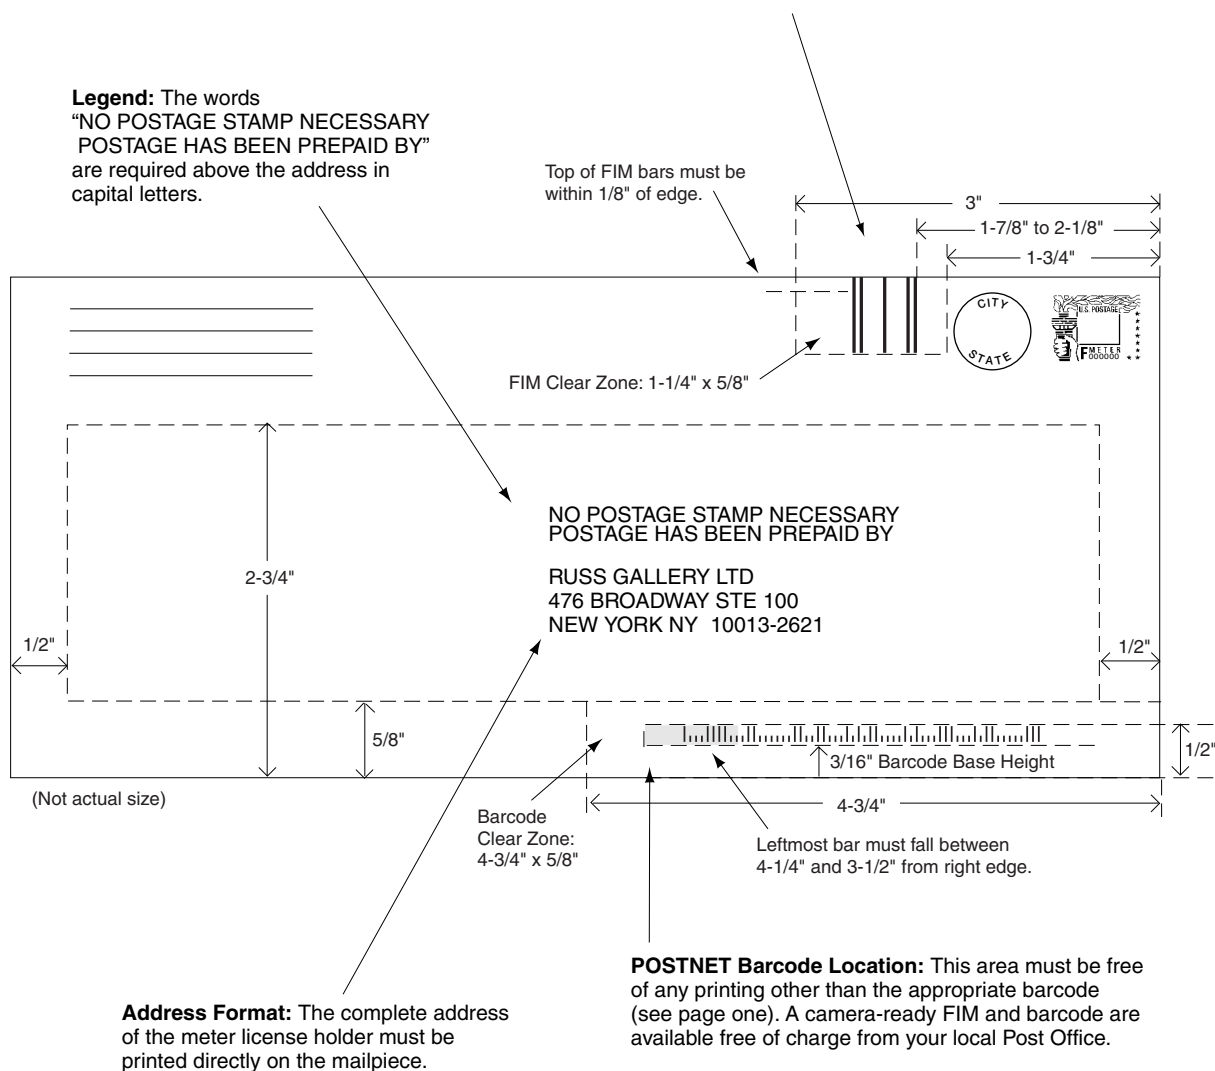 Legend: The words
“NO POSTAGE STAMP NECESSARY
POSTAGE HAS BEEN PREPAID BY”
are required above the address in
capital letters.
Top of FIM bars must be
within 1/8" of edge.
3"
1-7/8" to 2-1/8"
1-3/4"
CITY
STATE
U.S. POSTAGE
F METER
000000
FIM Clear Zone: 1-1/4" x 5/8"
NO POSTAGE STAMP NECESSARY
POSTAGE HAS BEEN PREPAID BY
RUSS GALLERY LTD
476 BROADWAY STE 100
NEW YORK NY 10013-2621
2-3/4"
1/2"
1/2"
5/8"
3/16" Barcode Base Height
1/2"
(Not actual size)
4-3/4"
Barcode
Clear Zone:
4-3/4" x 5/8"
Leftmost bar must fall between
4-1/4" and 3-1/2" from right edge.
POSTNET Barcode Location: This area must be free
of any printing other than the appropriate barcode
(see page one). A camera-ready FIM and barcode are
available free of charge from your local Post Office.
Address Format: The complete address
of the meter license holder must be
printed directly on the mailpiece.